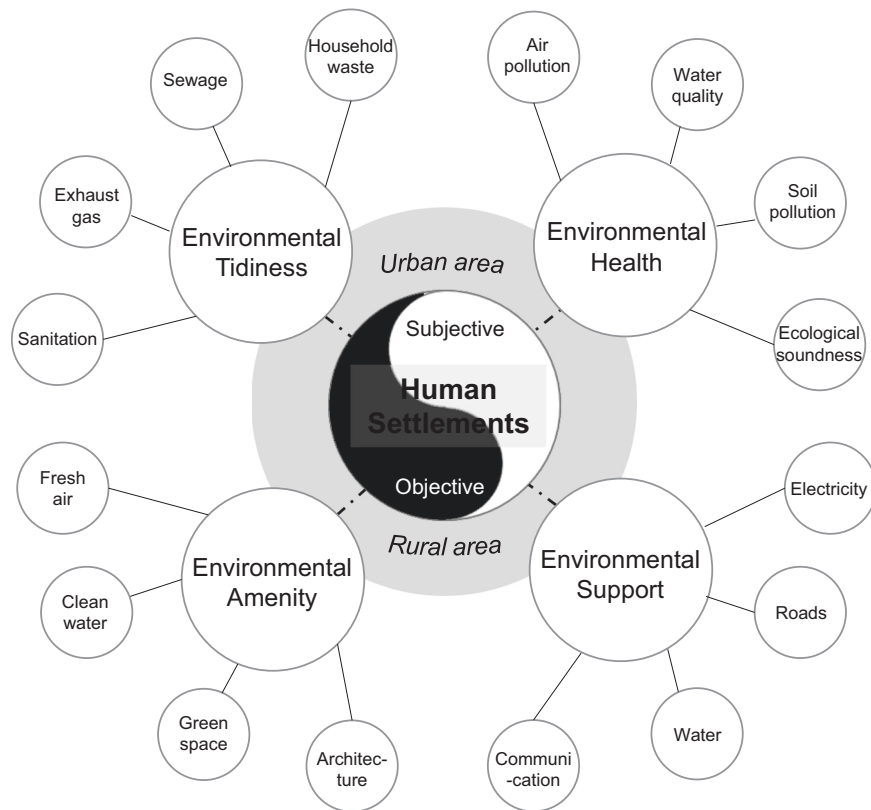 Household
waste
Sewage
Exhaust
gas
Sanitation
Environmental
Tidiness
Air
pollution
Water
quality
Soil
pollution
Ecological
soundness
Environmental
Health
Urban area
Subjective
Human
Settlements
Objective
Rural area
Fresh
air
Clean
water
Green
space
Architec-
ture
Environmental
Amenity
Electricity
Roads
Water
Communi
-cation
Environmental
Support